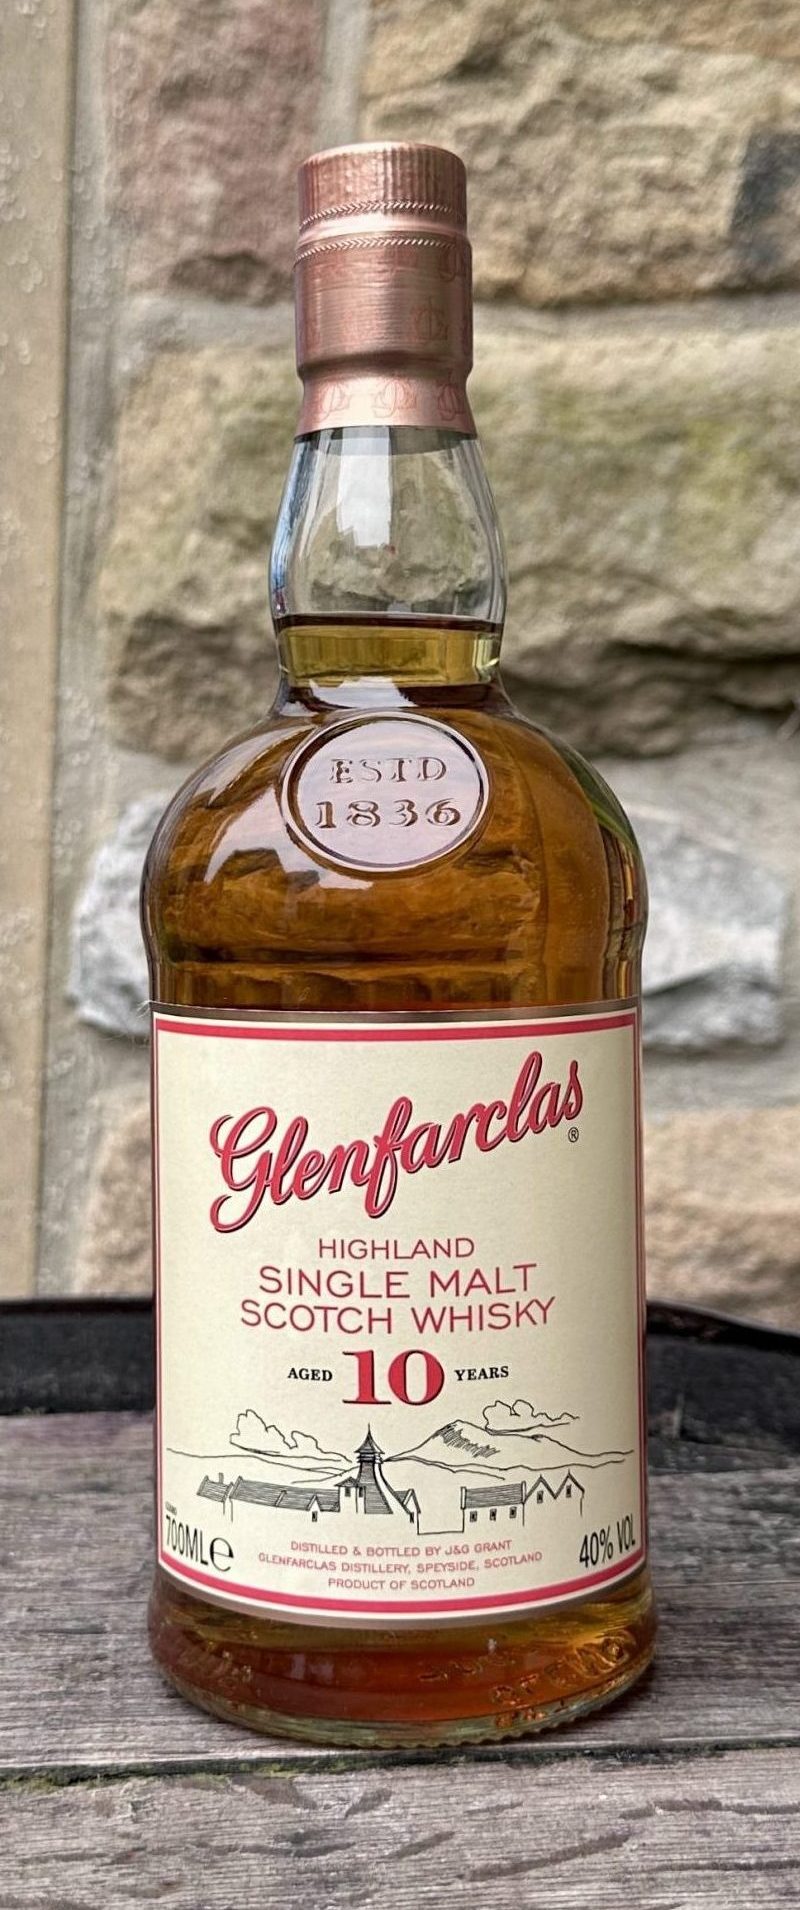 ESTD
1836
Glenfarclas®
HIGHLAND
SINGLE MALT
SCOTCH WHISKY
AGED 10 YEARS
700MLe
DISTILLED & BOTTLED BY J&G GRANT
GLENFARCLAS DISTILLERY, SPEYSIDE, SCOTLAND
PRODUCT OF SCOTLAND
40% VOL